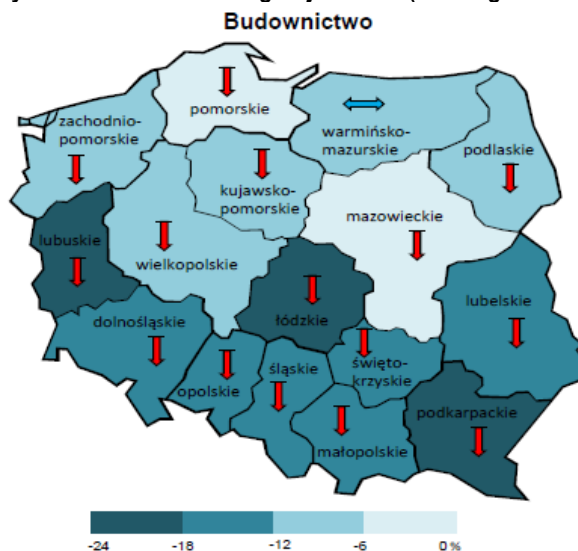 Budownictwo
pomorskie
zachodnio-
pomorskie
warmińsko-
mazurskie
podlaskie
kujawsko-
pomorskie
mazowieckie
lubuskie
wielkopolskie
łódzkie
lubelskie
dolnośląskie
opolskie
śląskie
święto-
krzyskie
podkarpackie
małopolskie
-24 -18 -12 -6 0 %